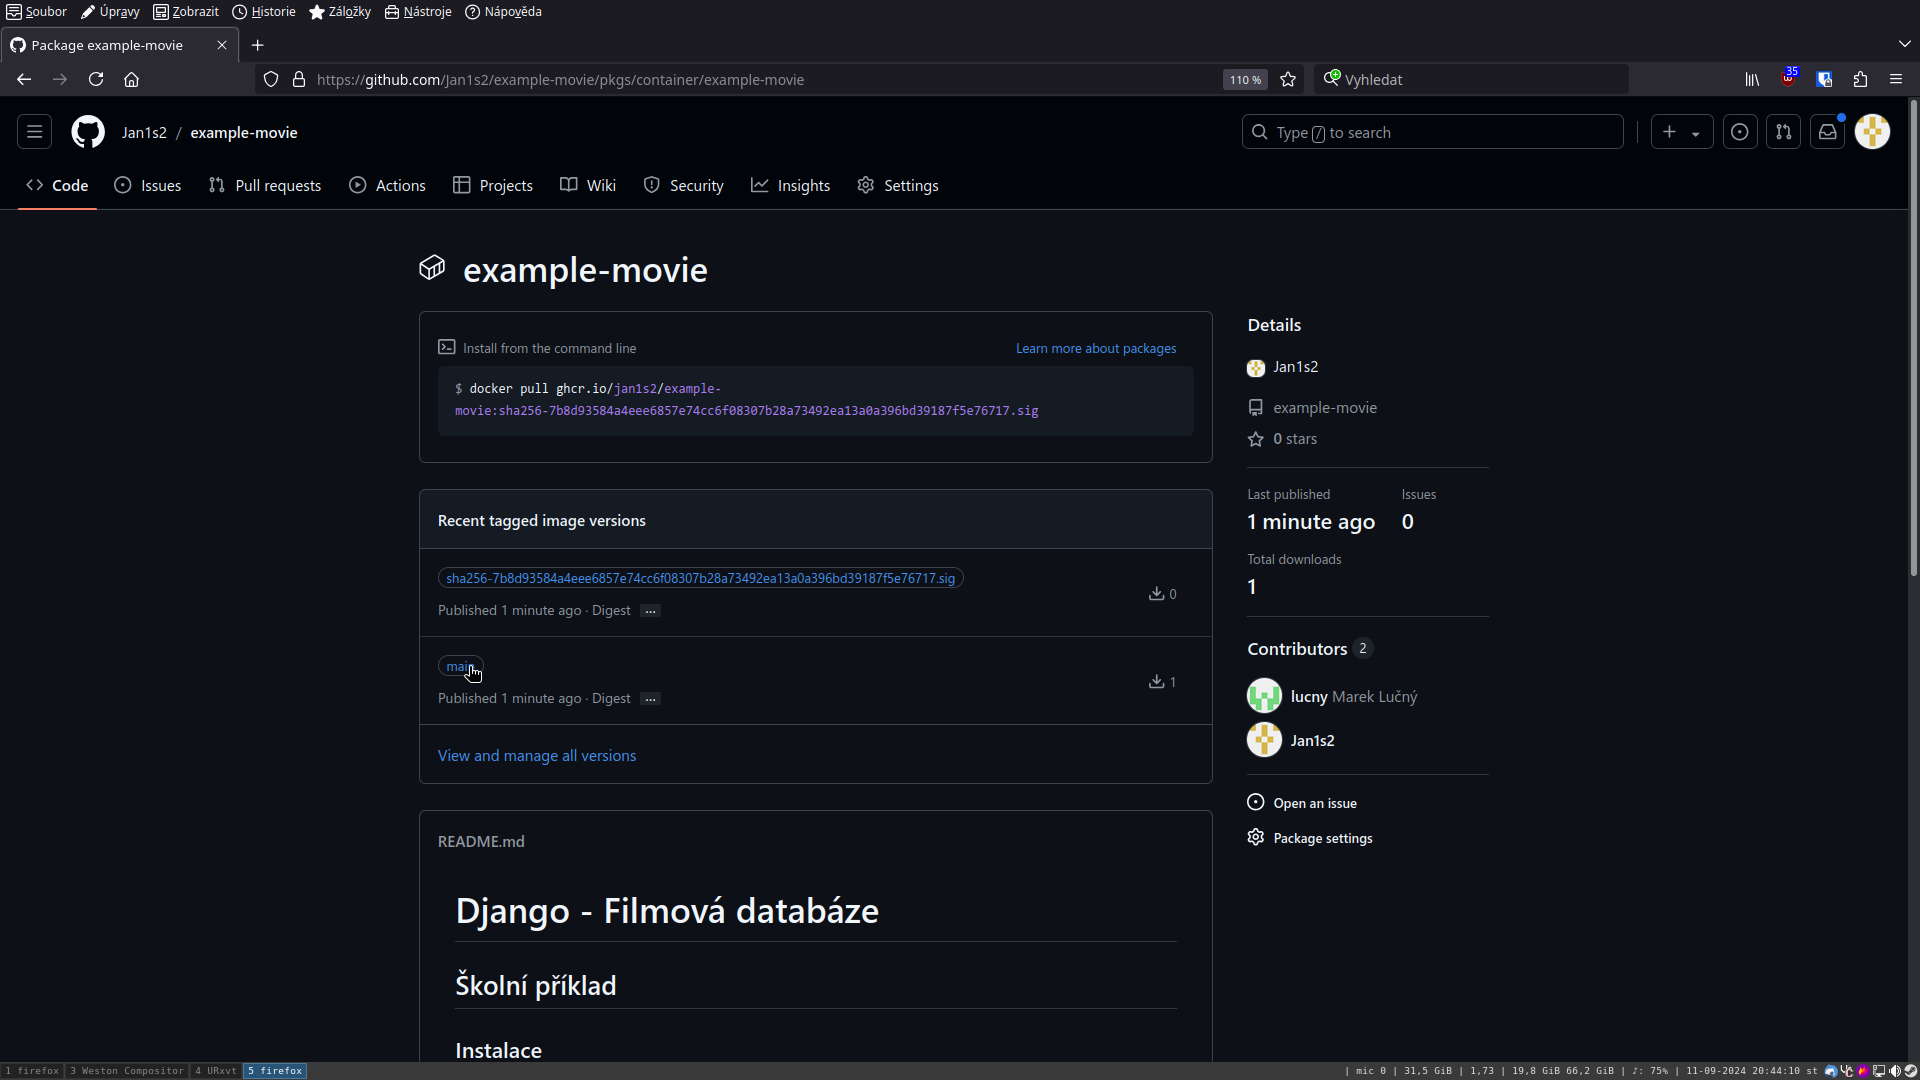 Soubor Úpravy Zobrazit Historie Záložky Nástroje Nápověda
Package example-movie
https://github.com/Jan1s2/example-movie/pkgs/container/example-movie 110 % Vyhledat 35
Jan1s2 / example-movie Type / to search
Code Issues Pull requests Actions Projects Wiki Security Insights Settings
example-movie
Install from the command line Learn more about packages
$ docker pull ghcr.io/jan1s2/example-
movie:sha256-7b8d93584a4eee6857e74cc6f08307b28a73492ea13a0a396bd39187f5e76717.sig
Recent tagged image versions
sha256-7b8d93584a4eee6857e74cc6f08307b28a73492ea13a0a396bd39187f5e76717.sig
Published 1 minute ago · Digest ...
0
main
Published 1 minute ago · Digest ...
1
View and manage all versions
README.md
Django - Filmová databáze
Školní příklad
Instalace
Details
Jan1s2
example-movie
0 stars
Last published Issues
1 minute ago 0
Total downloads
1
Contributors 2
lucny Marek Lučný
Jan1s2
Open an issue
Package settings
1 firefox 3 Weston Compositor 4 URxvt 5 firefox | mic 0 | 31,5 GiB | 1,73 | 19,8 GiB 66,2 GiB | ♪: 75% | 11-09-2024 20:44:10 st